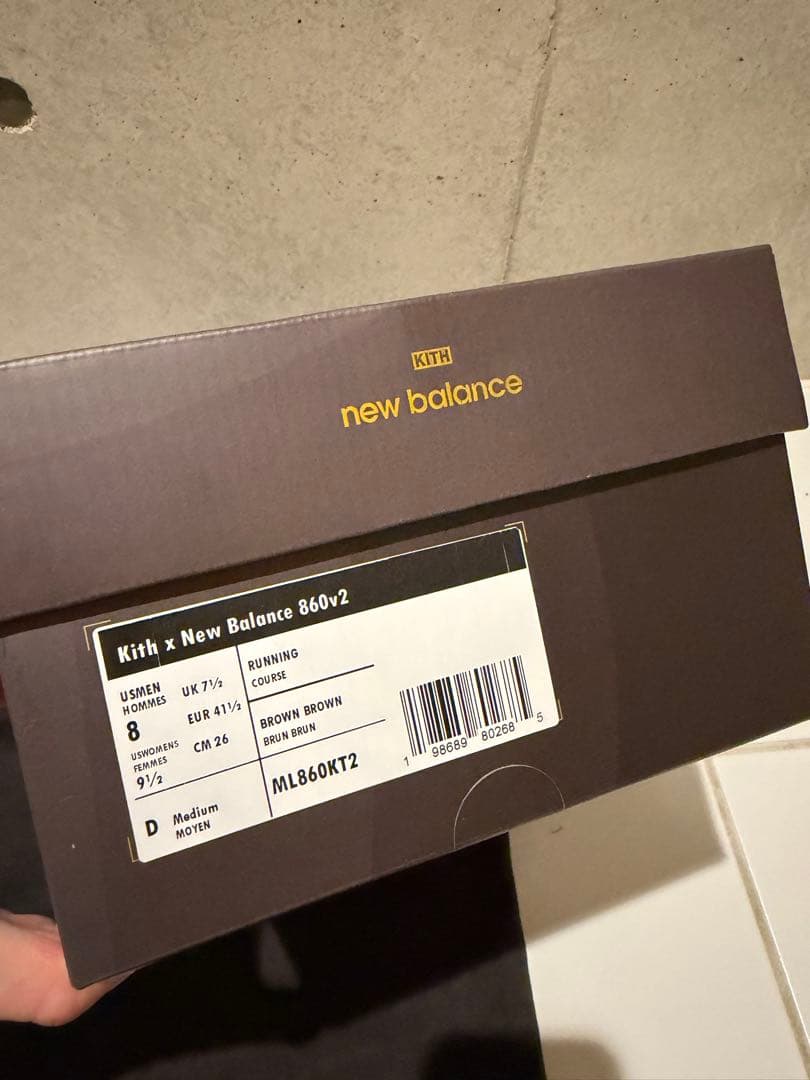 KITH
new balance
Kith x New Balance 860v2
USMEN
HOMMES
8
USWOMENS
FEMMES
9½
UK 7½
EUR 41½
CM 26
D Medium
MOYEN
RUNNING
COURSE
BROWN BROWN
BRUN BRUN
ML860KT2
1 98689 80268 5